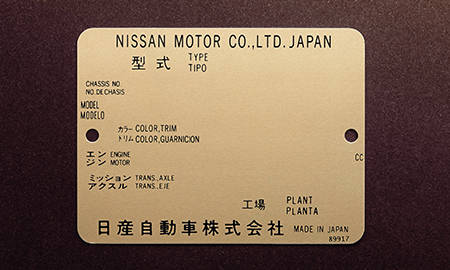 NISSAN MOTOR CO.,LTD. JAPAN
型式 TYPE
TIPO
CHASSIS NO.
NO. DE CHASIS
MODEL
MODELO
カラー COLOR,TRIM
トリム COLOR,GUARNICION
エンジン ENGINE
MOTOR
CC
ミッション TRANS.,AXLE
アクスル TRANS.,EJE
工場 PLANT
PLANTA
日産自動車株式会社 MADE IN JAPAN
89917